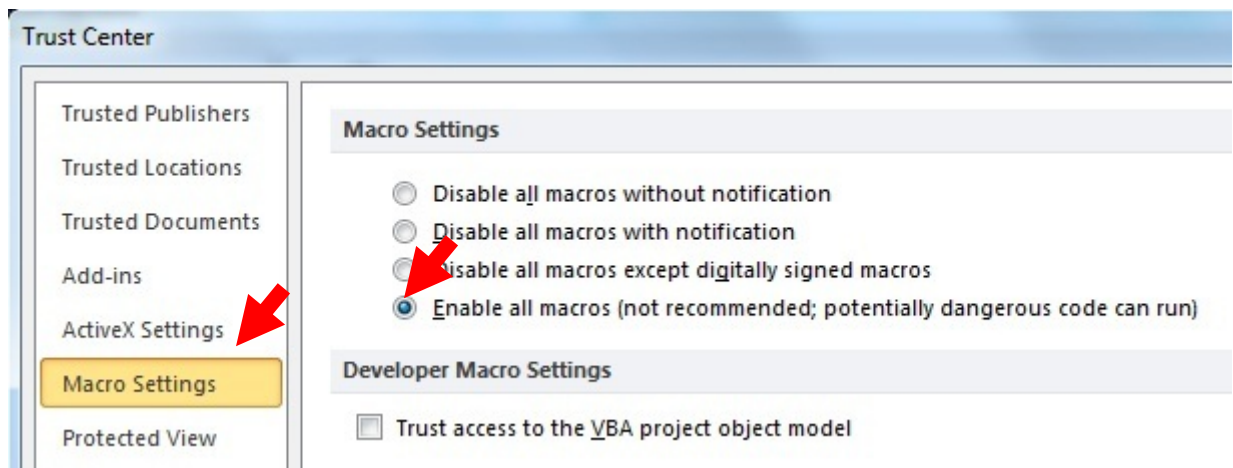 Trust Center
Trusted Publishers
Trusted Locations
Trusted Documents
Add-ins
ActiveX Settings
Macro Settings
Protected View
Macro Settings
Disable all macros without notification
Disable all macros with notification
Disable all macros except digitally signed macros
Enable all macros (not recommended; potentially dangerous code can run)
Developer Macro Settings
Trust access to the VBA project object model